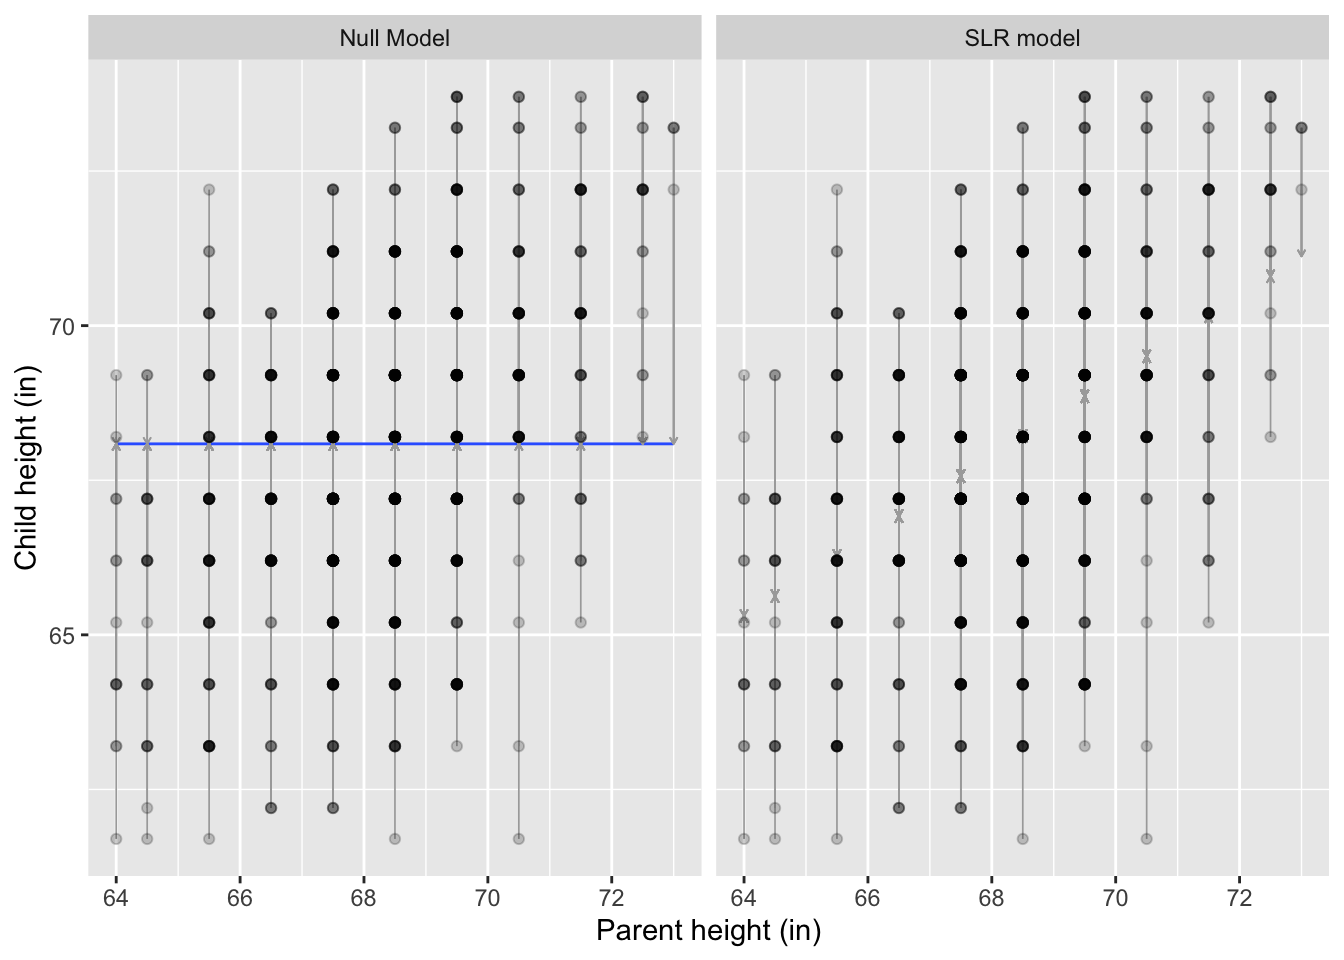 Null Model
SLR model
70
65
64 66 68 70 72
64 66 68 70 72
Parent height (in)
Child height (in)